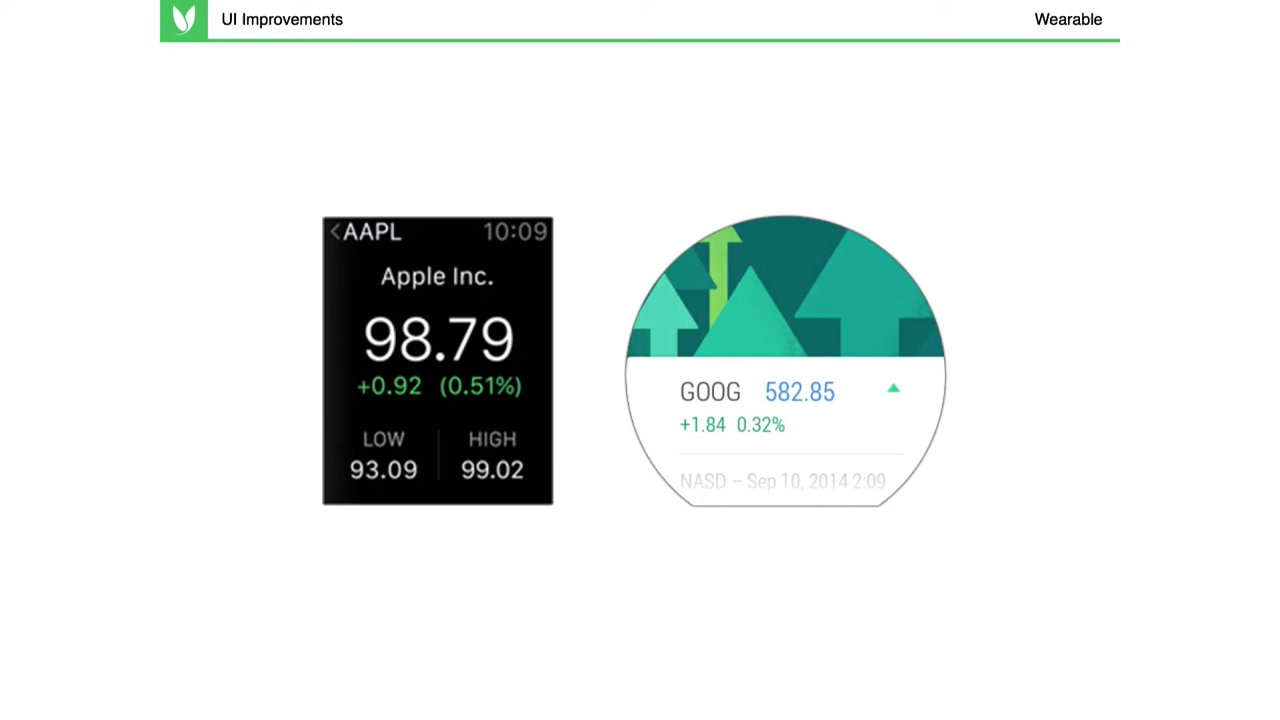 UI Improvements
Wearable
<AAPL 10:09
Apple Inc.
98.79
+0.92 (0.51%)
LOW HIGH
93.09 99.02
GOOG 582.85
+1.84 0.32%
NASD – Sep 10, 2014 2:09